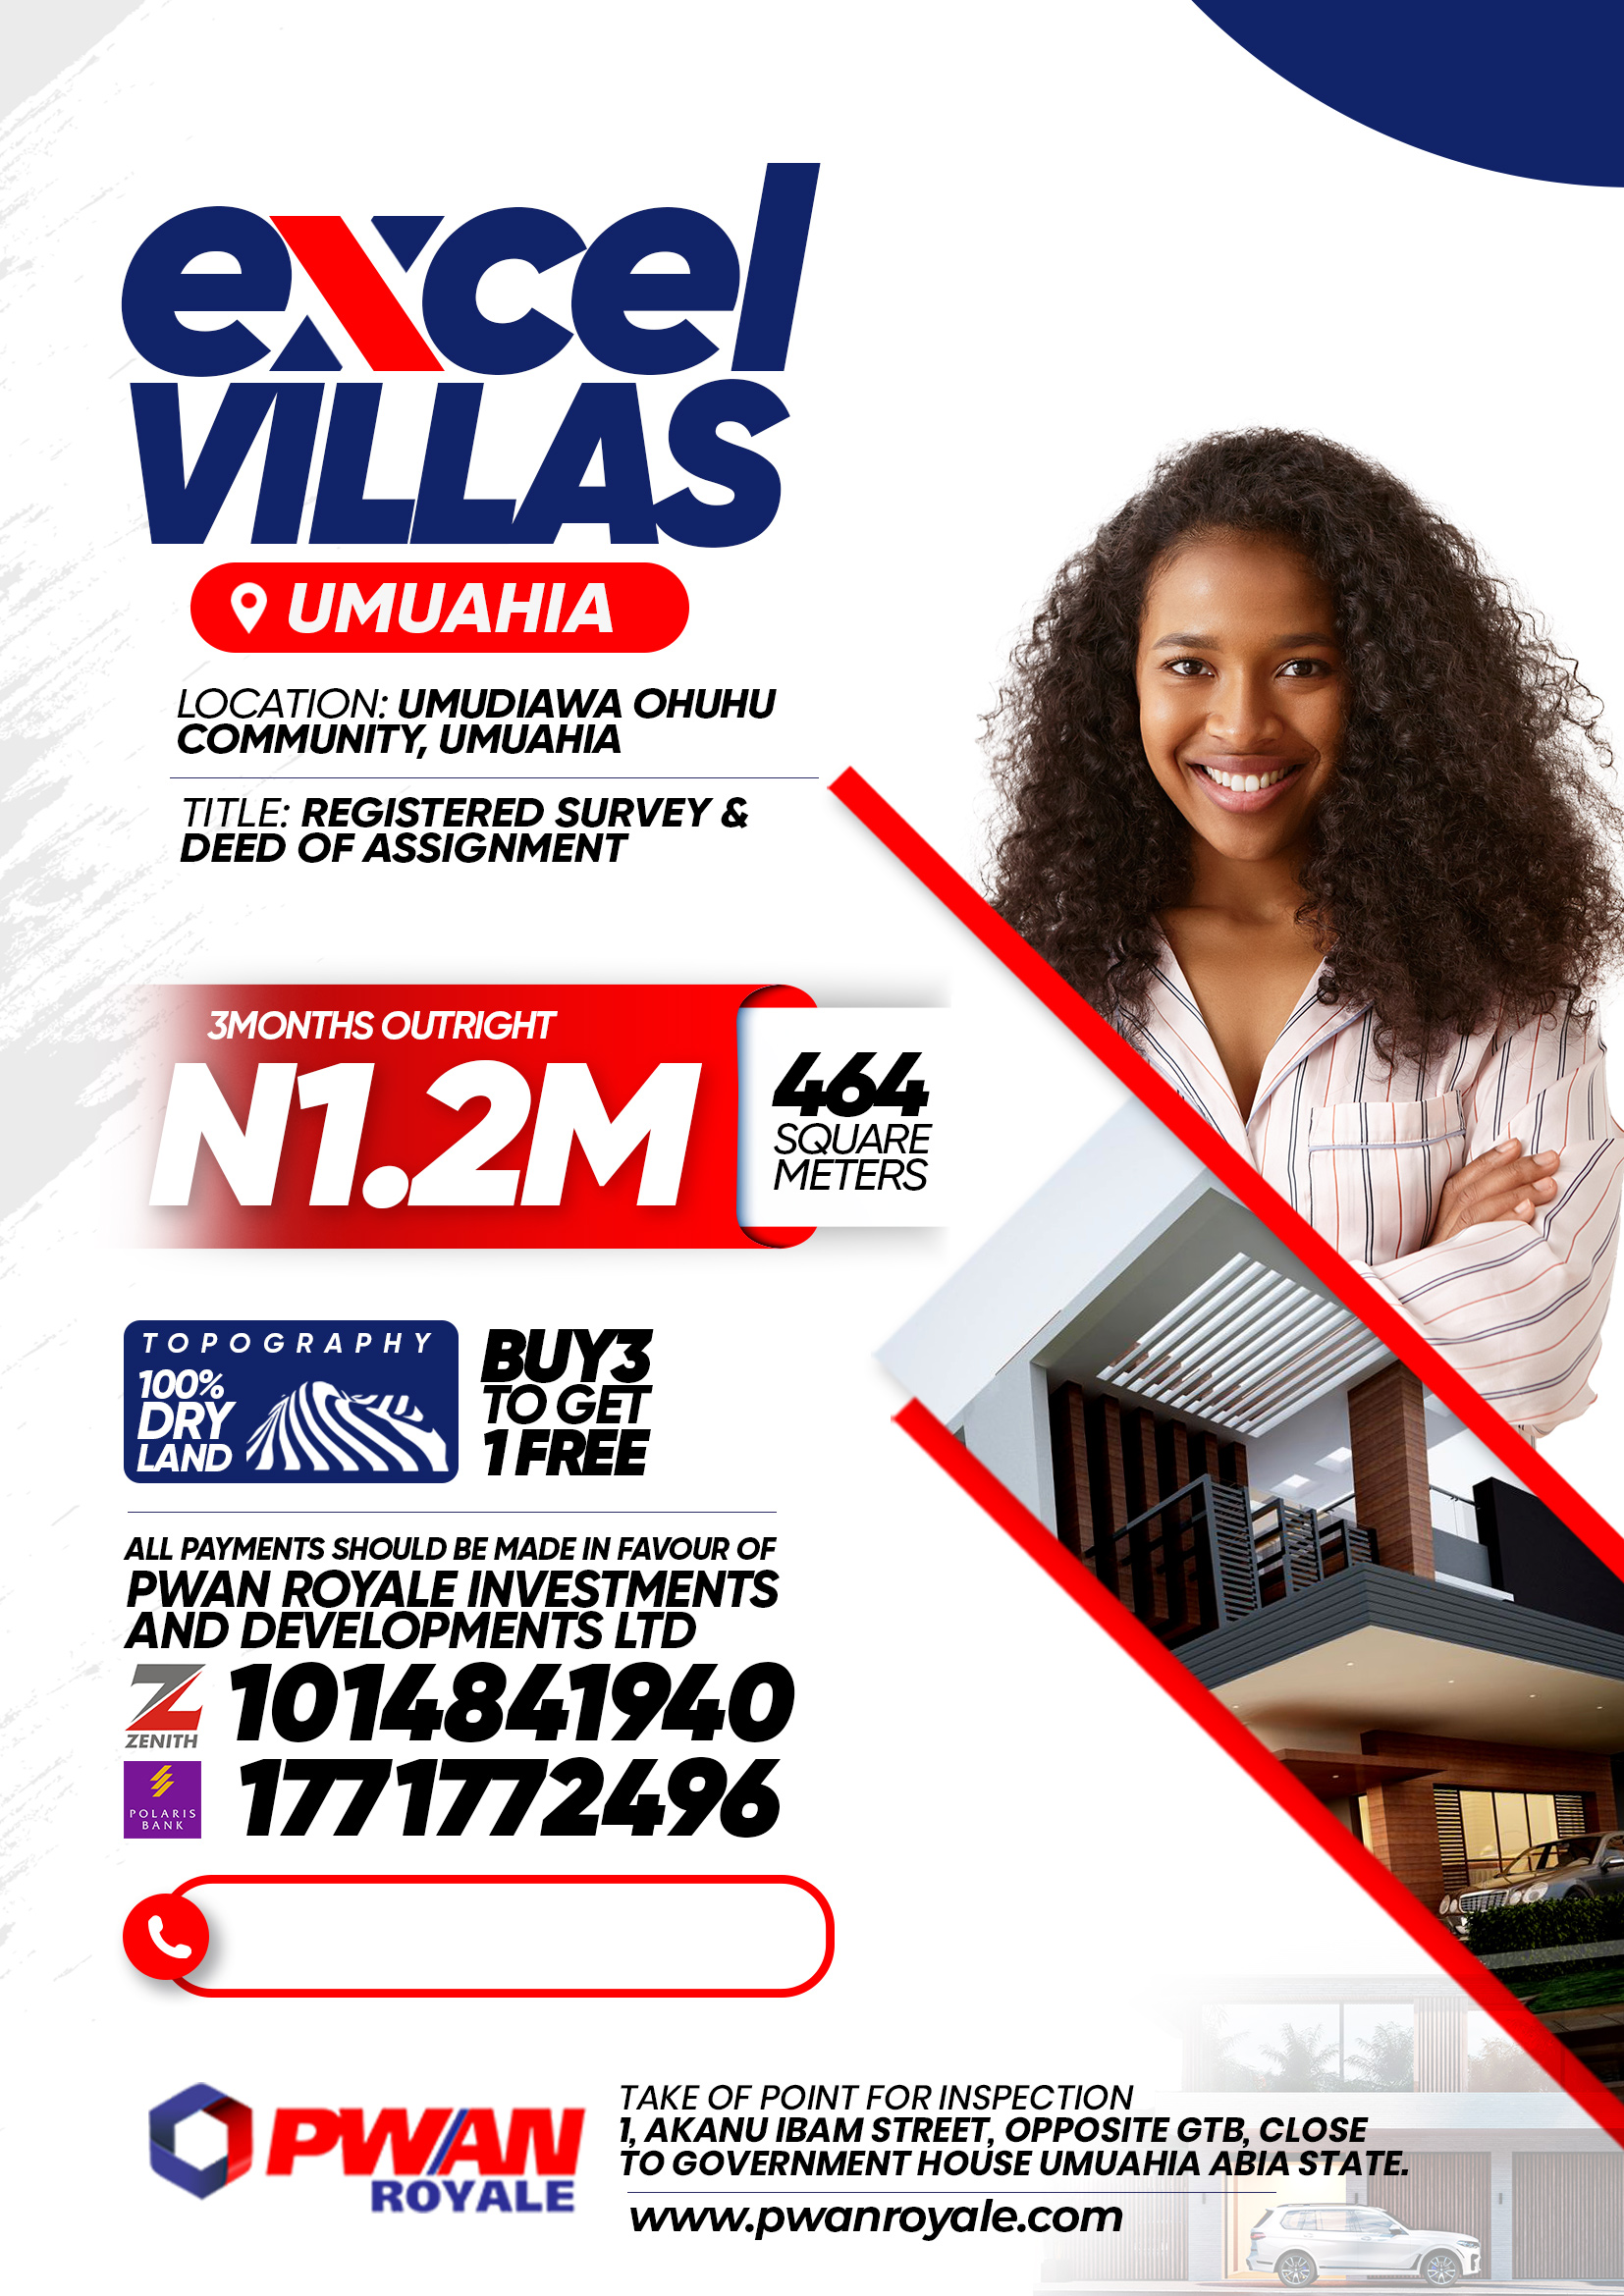 excel
VILLAS
UMUAHIA
LOCATION: UMUDIAWA OHUHU
COMMUNITY, UMUAHIA
TITLE: REGISTERED SURVEY &
DEED OF ASSIGNMENT
3MONTHS OUTRIGHT
N1.2M
464
SQUARE
METERS
TOPOGRAPHY
100%
DRY
LAND
BUY3
TO GET
1 FREE
ALL PAYMENTS SHOULD BE MADE IN FAVOUR OF
PWAN ROYALE INVESTMENTS
AND DEVELOPMENTS LTD
ZENITH
1014841940
POLARIS
BANK
1771772496
PWAN
ROYALE
TAKE OF POINT FOR INSPECTION
1, AKANU IBAM STREET, OPPOSITE GTB, CLOSE
TO GOVERNMENT HOUSE UMUAHIA ABIA STATE.
www.pwanroyale.com